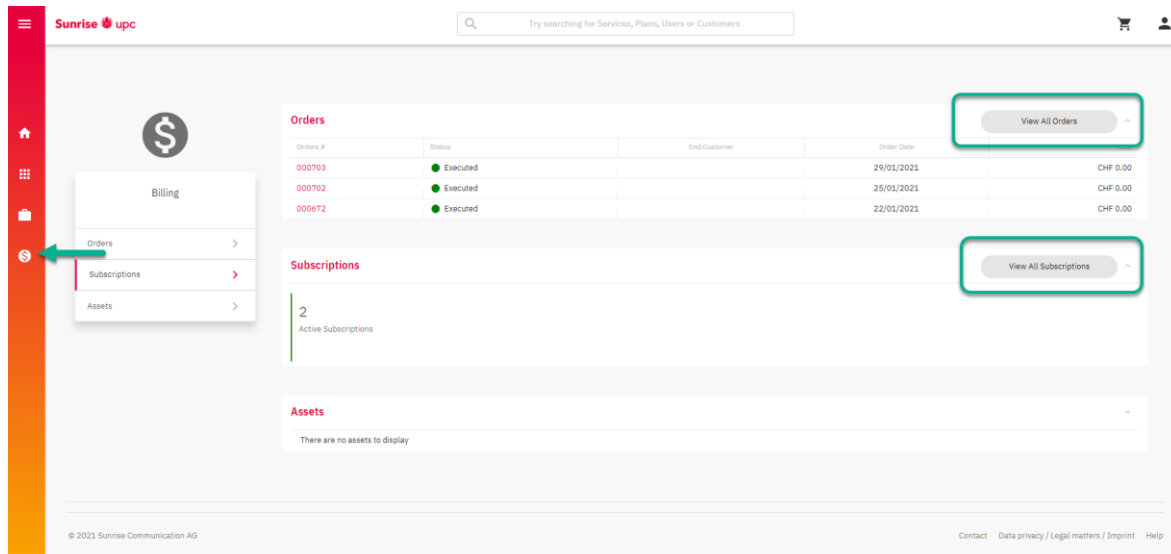 Sunrise upc
Try searching for Services, Plans, Users or Customers
Billing
Orders
Subscriptions
Assets
Orders
View All Orders
Orders # Status End Customer Order Date
000703 Executed 29/01/2021 CHF 0.00
000702 Executed 25/01/2021 CHF 0.00
000672 Executed 22/01/2021 CHF 0.00
Subscriptions
View All Subscriptions
2
Active Subscriptions
Assets
There are no assets to display
© 2021 Sunrise Communication AG
Contact Data privacy / Legal matters / Imprint Help